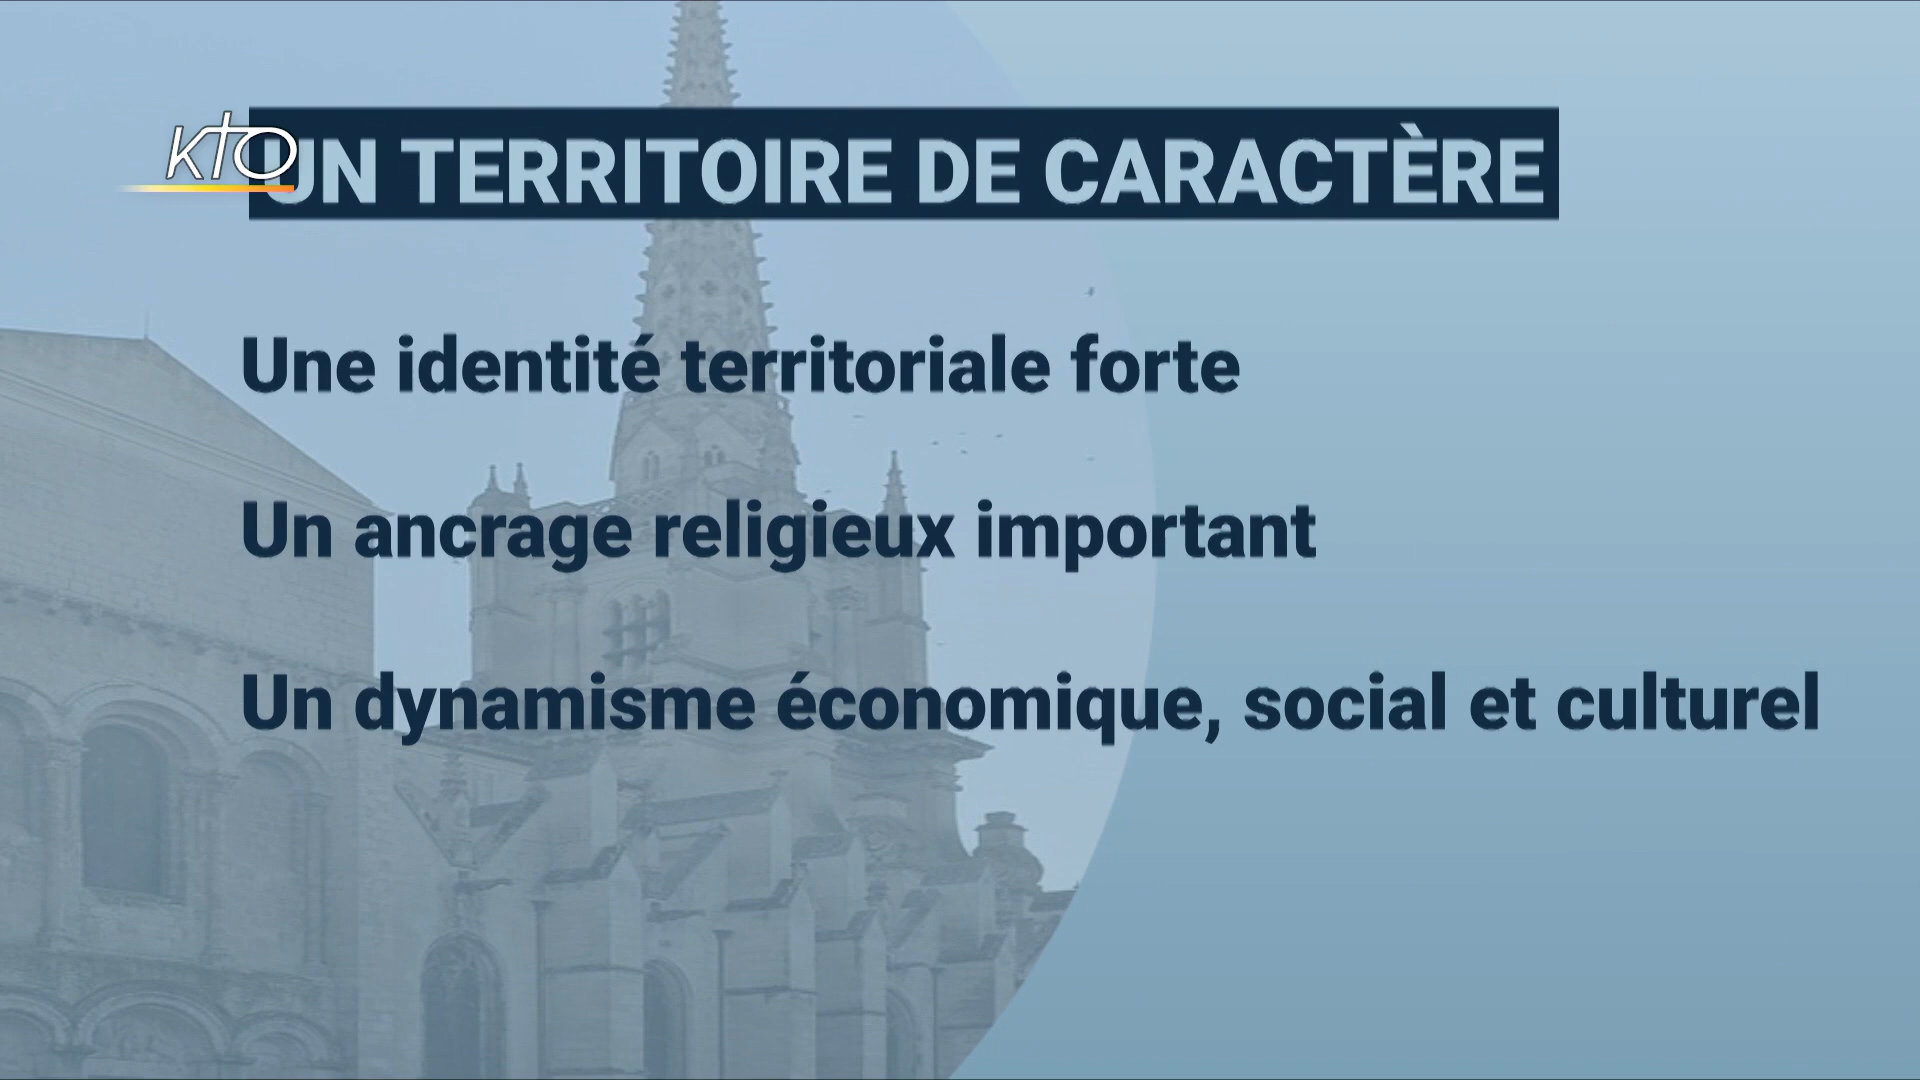 KTO
UN TERRITOIRE DE CARACTÈRE
Une identité territoriale forte
Un ancrage religieux important
Un dynamisme économique, social et culturel